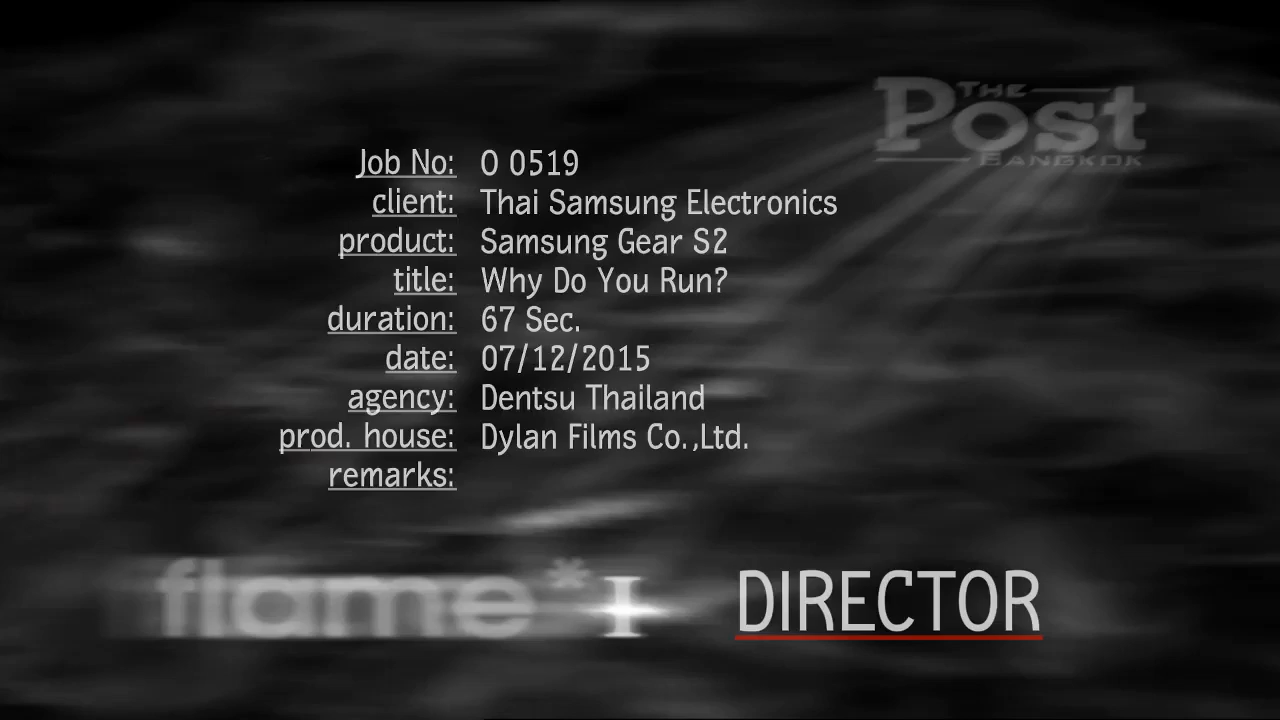 THE
Post
BANGKOK
Job No: O 0519
client: Thai Samsung Electronics
product: Samsung Gear S2
title: Why Do You Run?
duration: 67 Sec.
date: 07/12/2015
agency: Dentsu Thailand
prod. house: Dylan Films Co.,Ltd.
remarks:
flame*I DIRECTOR